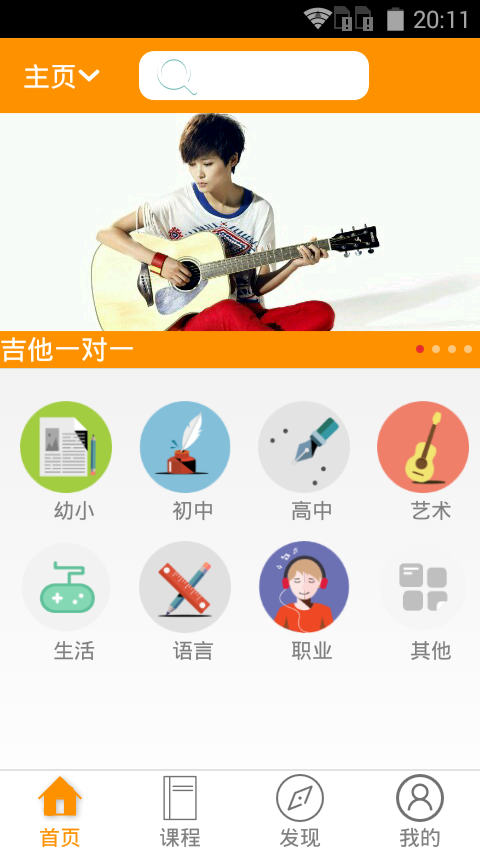 20:11
主页
吉他一对一
幼小
初中
高中
艺术
生活
语言
职业
其他
首页
课程
发现
我的